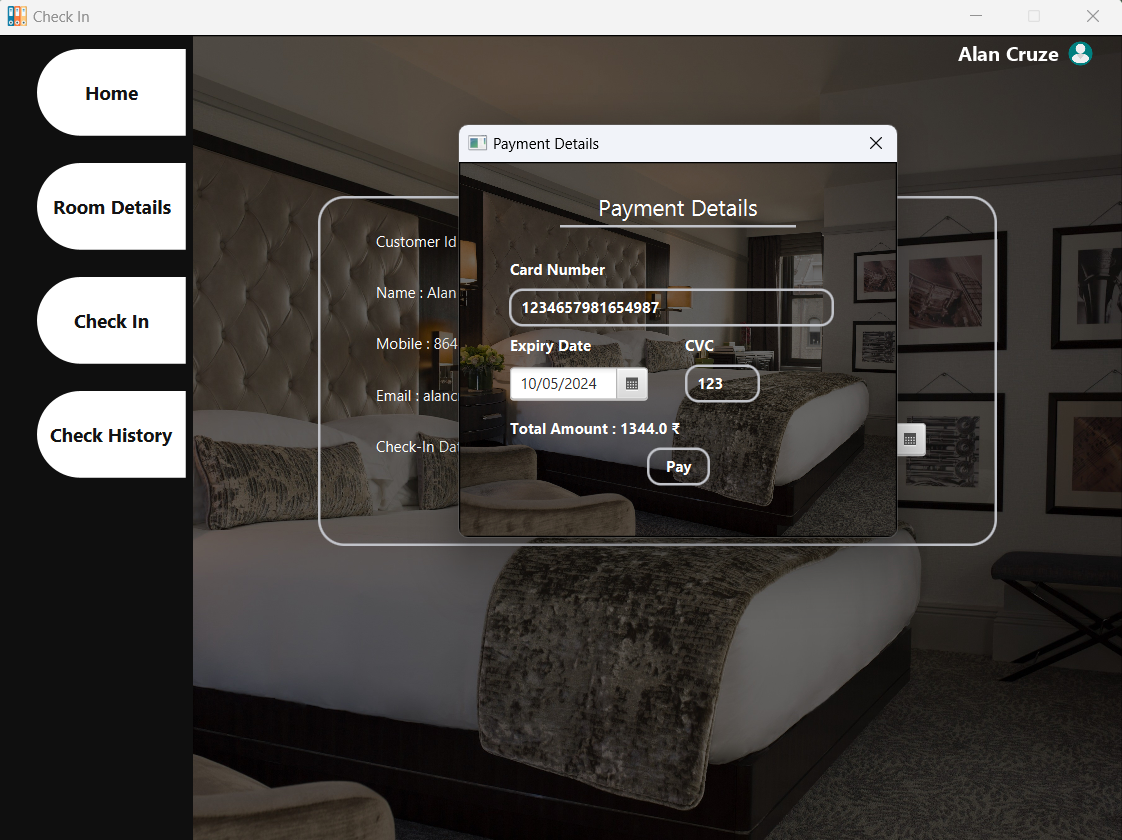 Check In
Alan Cruze
Home
Room Details
Check In
Check History
Customer Id
Name : Alan
Mobile : 864
Email : alanc
Check-In Dat
Payment Details
Payment Details
Card Number
1234657981654987
Expiry Date
CVC
10/05/2024
123
Total Amount : 1344.0 ₹
Pay